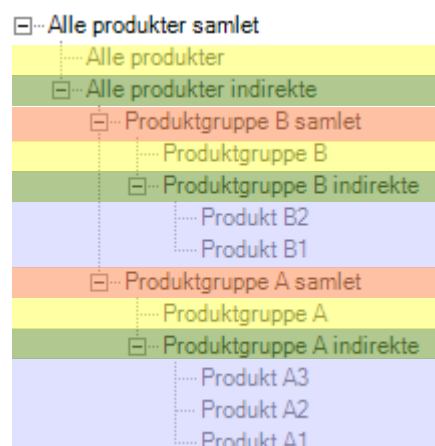 Alle produkter samlet
Alle produkter
Alle produkter indirekte
Produktgruppe B samlet
Produktgruppe B
Produktgruppe B indirekte
Produkt B2
Produkt B1
Produktgruppe A samlet
Produktgruppe A
Produktgruppe A indirekte
Produkt A3
Produkt A2
Produkt A1